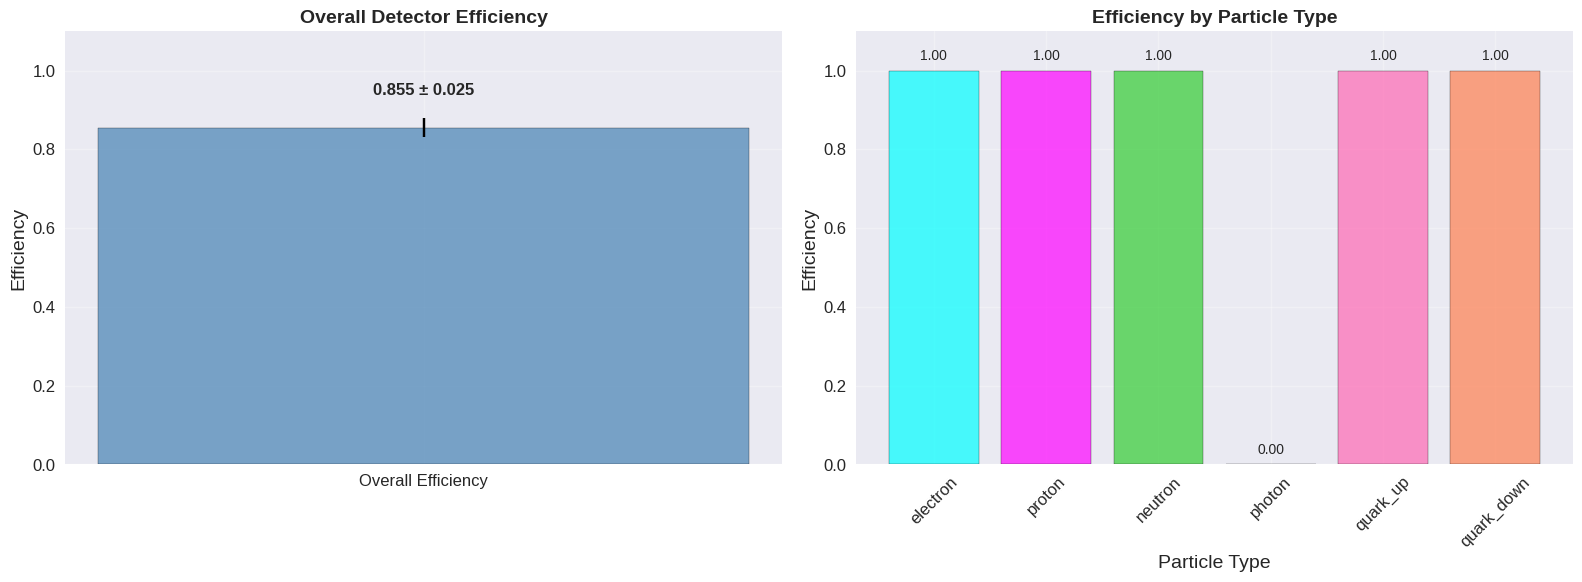 Overall Detector Efficiency
Efficiency
1.0
0.8
0.6
0.4
0.2
0.0
0.855 ± 0.025
Overall Efficiency
Efficiency by Particle Type
Efficiency
1.0
0.8
0.6
0.4
0.2
0.0
1.00
1.00
1.00
0.00
1.00
1.00
electron
proton
neutron
photon
quark_up
quark_down
Particle Type